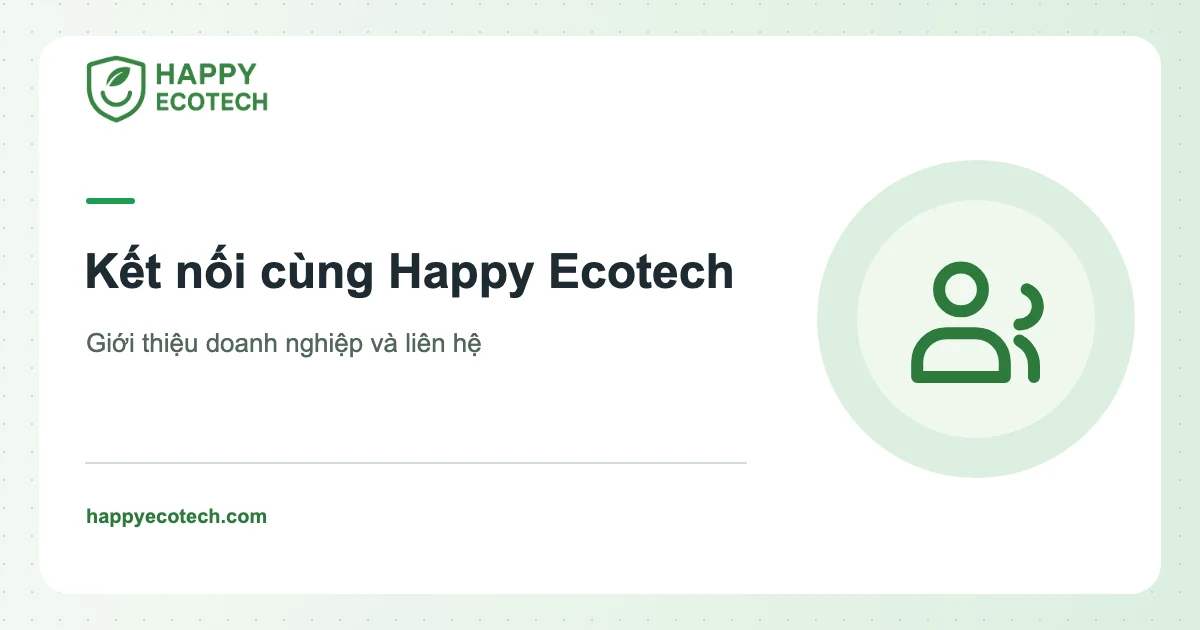 HAPPY
ECOTECH
Kết nối cùng Happy Ecotech
Giới thiệu doanh nghiệp và liên hệ
happyecotech.com